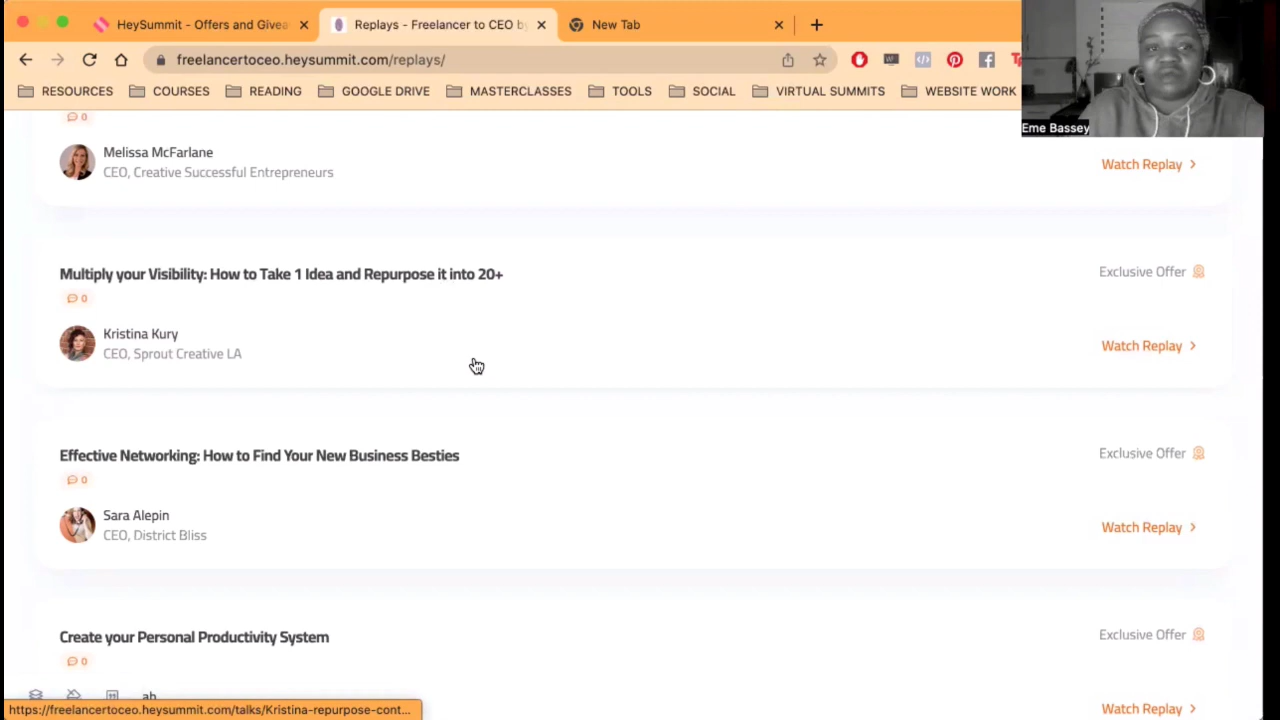 HeySummit - Offers and Givea
Replays - Freelancer to CEO by
New Tab
freelancertoceo.heysummit.com/replays/
RESOURCES
COURSES
READING
GOOGLE DRIVE
MASTERCLASSES
TOOLS
SOCIAL
VIRTUAL SUMMITS
WEBSITE WORK
Eme Bassey
0
Melissa McFarlane
CEO, Creative Successful Entrepreneurs
Watch Replay
Multiply your Visibility: How to Take 1 Idea and Repurpose it into 20+
Exclusive Offer
0
Kristina Kury
CEO, Sprout Creative LA
Watch Replay
Effective Networking: How to Find Your New Business Besties
Exclusive Offer
0
Sara Alepin
CEO, District Bliss
Watch Replay
Create your Personal Productivity System
Exclusive Offer
0
ab
https://freelancertoceo.heysummit.com/talks/Kristina-repurpose-cont...
Watch Replay